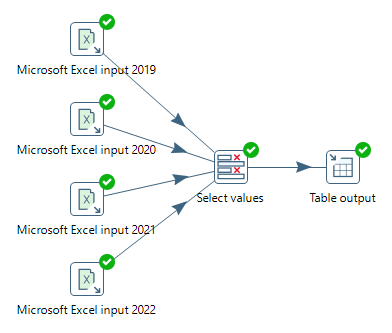 Microsoft Excel input 2019
Microsoft Excel input 2020
Select values
Table output
Microsoft Excel input 2021
Microsoft Excel input 2022